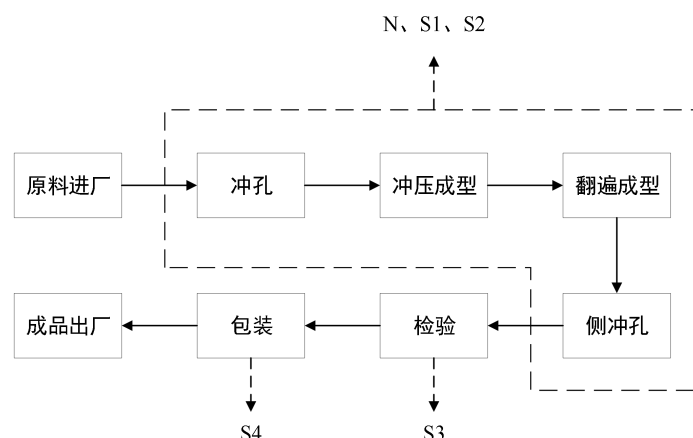 N、S1、S2
原料进厂
冲孔
冲压成型
翻遍成型
成品出厂
包装
检验
侧冲孔
S4
S3